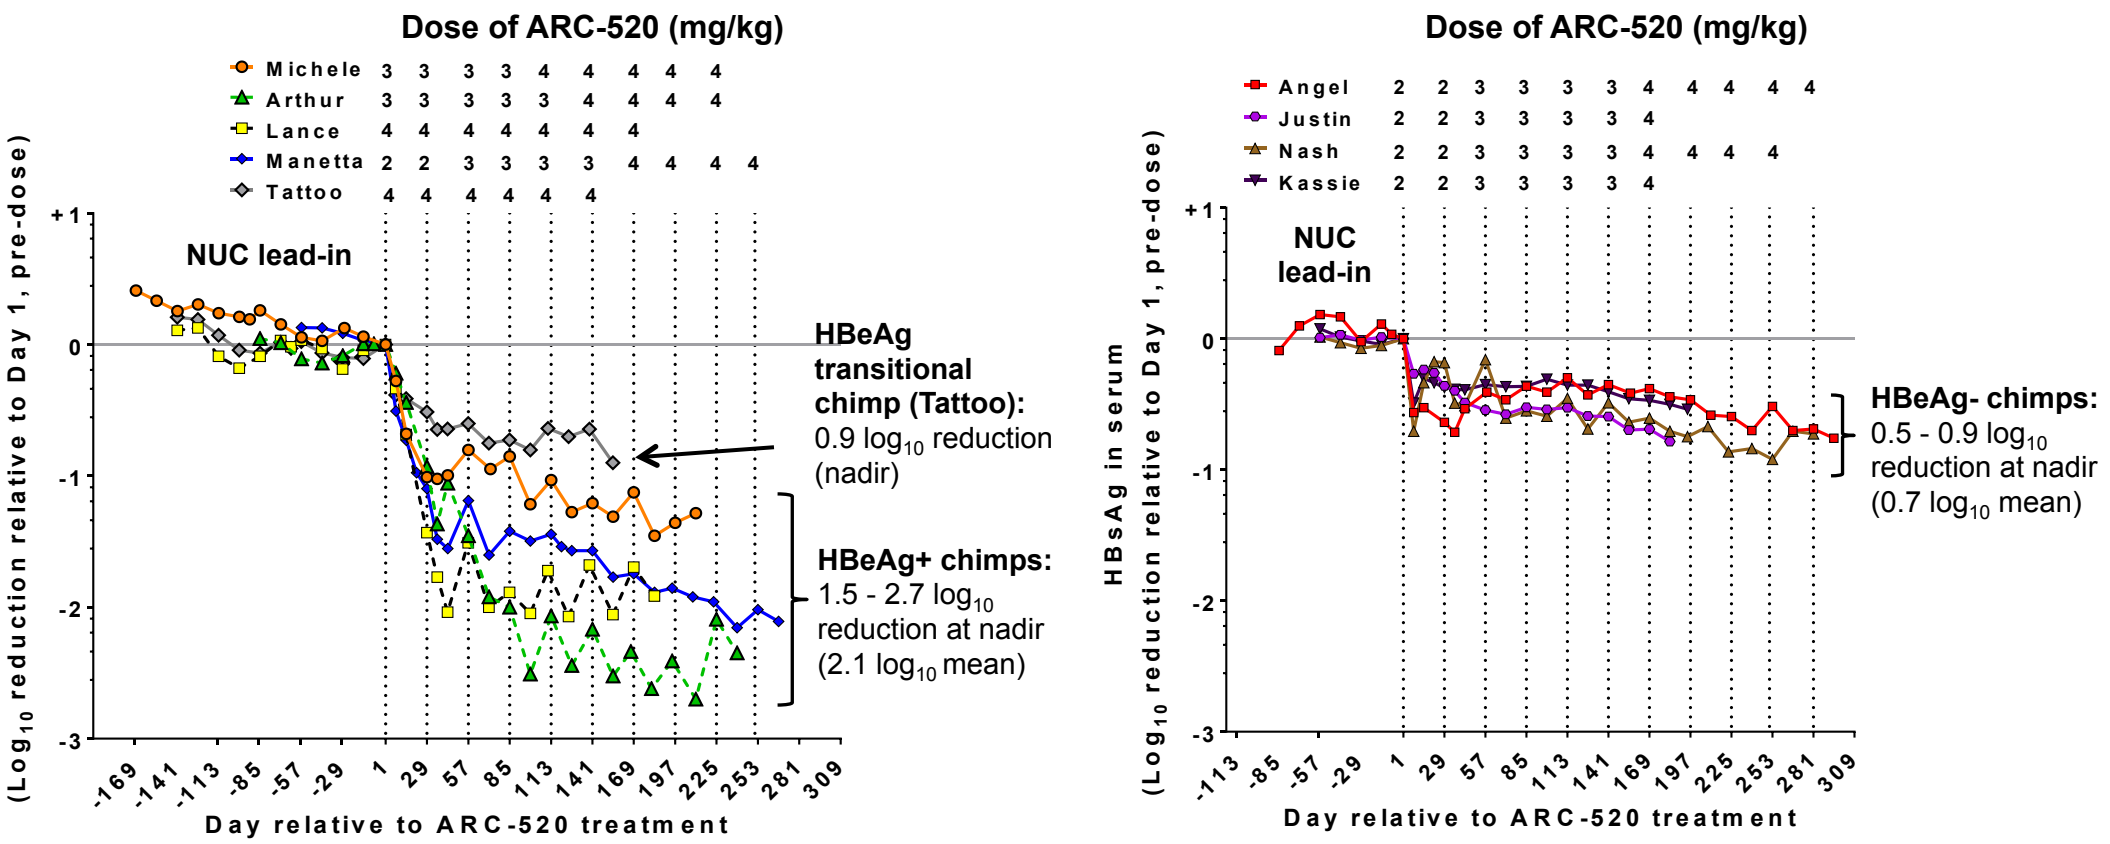 Dose of ARC-520 (mg/kg)
Michele 3 3 3 3 4 4 4 4 4
Arthur 3 3 3 3 3 4 4 4 4
Lance 4 4 4 4 4 4 4
Manetta 2 2 3 3 3 3 4 4 4 4
Tattoo 4 4 4 4 4 4
(Log10 reduction relative to Day 1, pre-dose)
+1
0
-1
-2
-3
NUC lead-in
HBeAg
transitional
chimp (Tattoo):
0.9 log10 reduction
(nadir)
HBeAg+ chimps:
1.5 - 2.7 log10
reduction at nadir
(2.1 log10 mean)
-169 -141 -113 -85 -57 -29 1 29 57 85 113 141 169 197 225 253 281 309
Day relative to ARC-520 treatment
Dose of ARC-520 (mg/kg)
Angel 2 2 3 3 3 3 4 4 4 4 4
Justin 2 2 3 3 3 3 4
Nash 2 2 3 3 3 3 4 4 4 4
Kassie 2 2 3 3 3 3 4
HBsAg in serum
(Log10 reduction relative to Day 1, pre-dose)
+1
0
-1
-2
-3
NUC
lead-in
HBeAg- chimps:
0.5 - 0.9 log10
reduction at nadir
(0.7 log10 mean)
-113 -85 -57 -29 1 29 57 85 113 141 169 197 225 253 281 309
Day relative to ARC-520 treatment